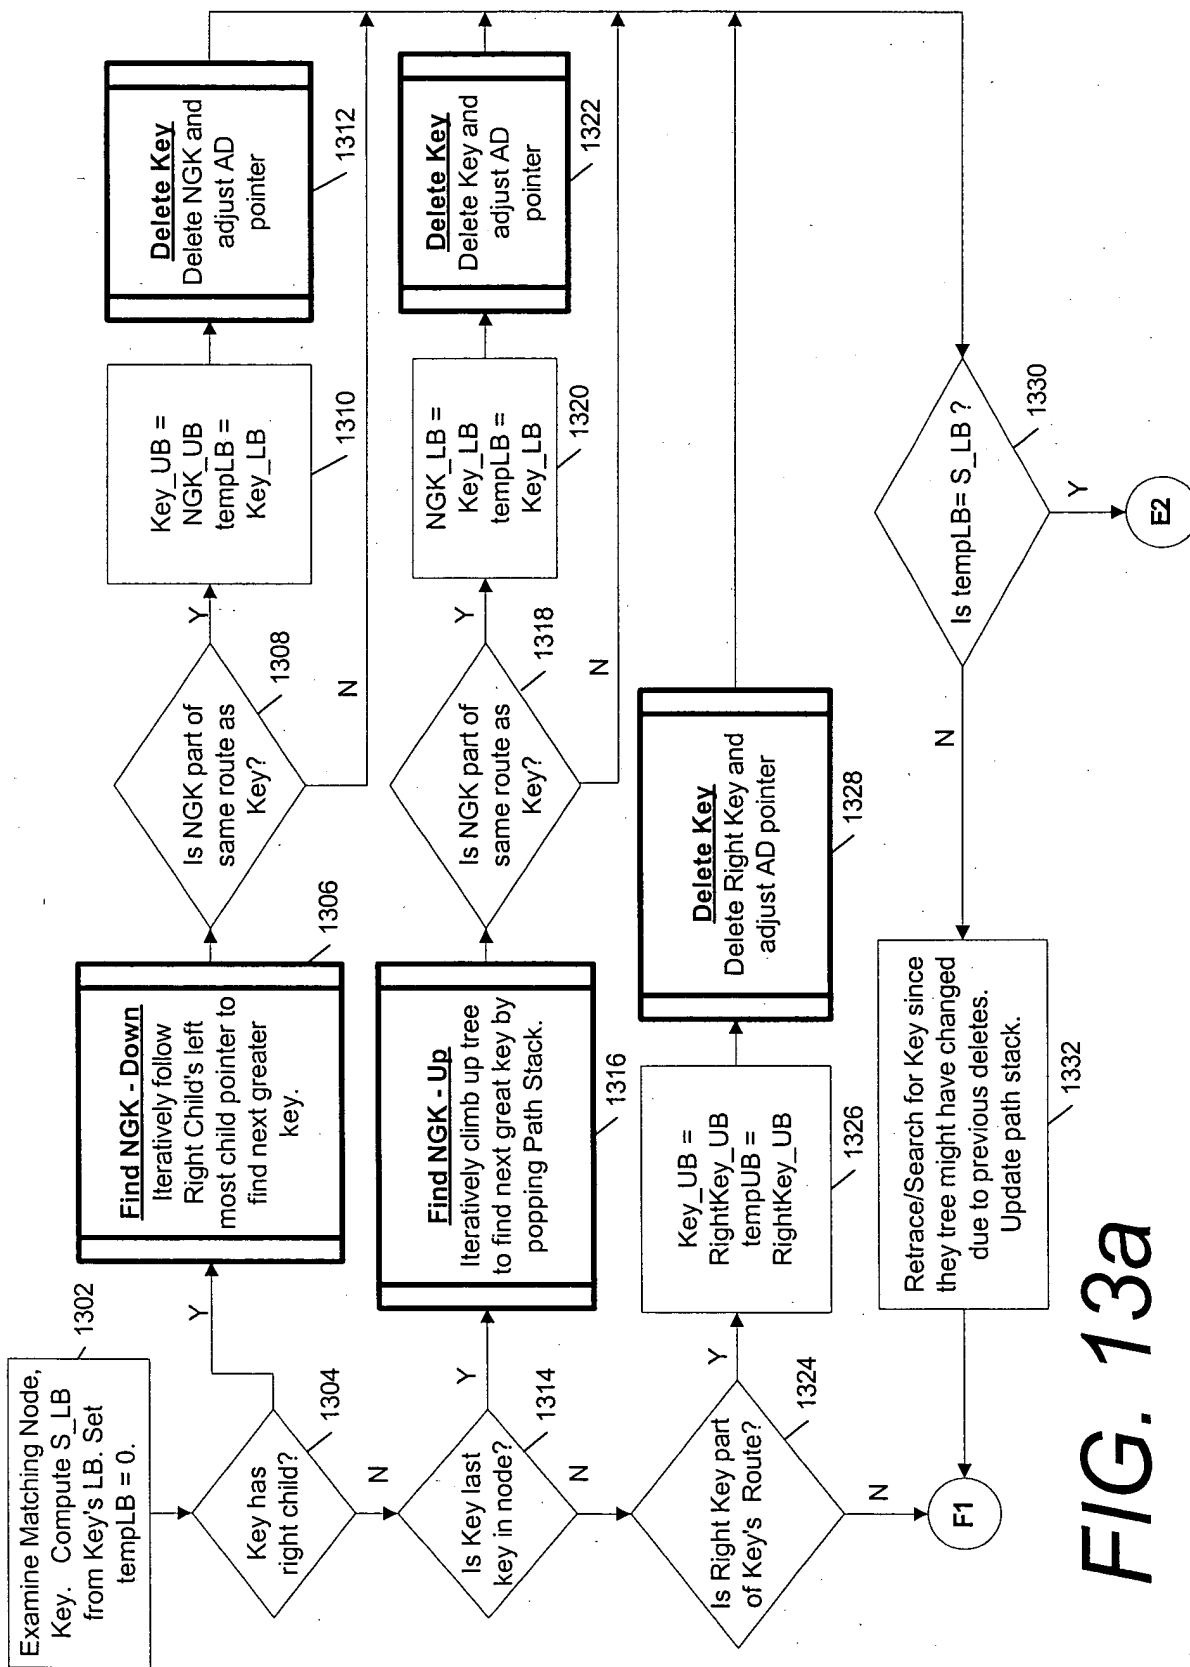 Examine Matching Node,
Key. Compute S_LB
from Key's LB. Set
tempLB = 0.
1302
Key has
right child?
1304
Y
N
Find NGK - Down
Iteratively follow
Right Child's left
most child pointer to
find next greater
key.
1306
Is NGK part of
same route as
Key?
1308
Y
N
Key_UB =
NGK_UB
tempLB =
Key_LB
1310
Delete Key
Delete NGK and
adjust AD
pointer
1312
Is Key last
key in node?
1314
Y
N
Find NGK - Up
Iteratively climb up tree
to find next great key by
popping Path Stack.
1316
Is NGK part of
same route as
Key?
1318
Y
N
NGK_LB =
Key_LB
tempLB =
Key_LB
1320
Delete Key
Delete Key and
adjust AD
pointer
1322
Is Right Key part
of Key's Route?
1324
Y
N
Key_UB =
RightKey_UB
tempUB =
RightKey_UB
1326
Delete Key
Delete Right Key and
adjust AD pointer
1328
Is tempLB= S_LB ?
1330
N
Y
Retrace/Search for Key since
they tree might have changed
due to previous deletes.
Update path stack.
1332
F1
E2
FIG. 13a